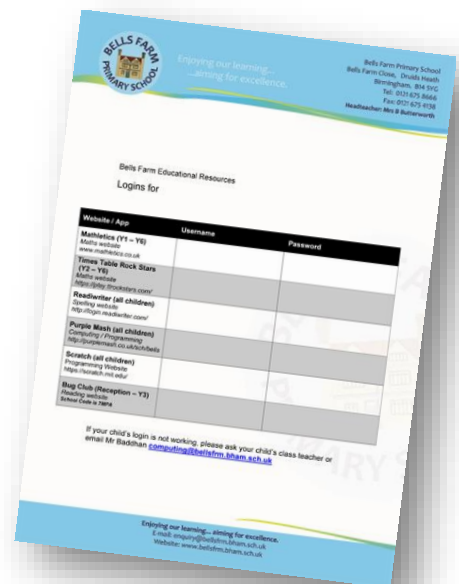 BELLS FARM
PRIMARY SCHOOL
Enjoying our learning...
...aiming for excellence.
Bells Farm Primary School
Bells Farm Close, Druids Heath
Birmingham, B14 5VG
Tel: 0121 675 8666
Fax: 0121 675 4138
Headteacher: Mrs B Butterworth
Bells Farm Educational Resources
Logins for
Website / App Username Password
Mathletics (Y1 – Y6)
Maths website
www.mathletics.co.uk
Times Table Rock Stars
(Y2 – Y6)
Maths website
https://play.ttrockstars.com/
Readiwriter (all children)
Spelling website
http://login.readiwriter.com/
Purple Mash (all children)
Computing / Programming
http://purplemash.co.uk/sch/bells
Scratch (all children)
Programming Website
https://scratch.mit.edu/
Bug Club (Reception – Y3)
Reading website
School Code is
If your child's login is not working, please ask your child's class teacher or
email Mr Baddhan computing@bellsfrm.bham.sch.uk
Enjoying our learning... aiming for excellence.
E.mail: enquiry@bellsfrm.bham.sch.uk
Website: www.bellsfrm.bham.sch.uk